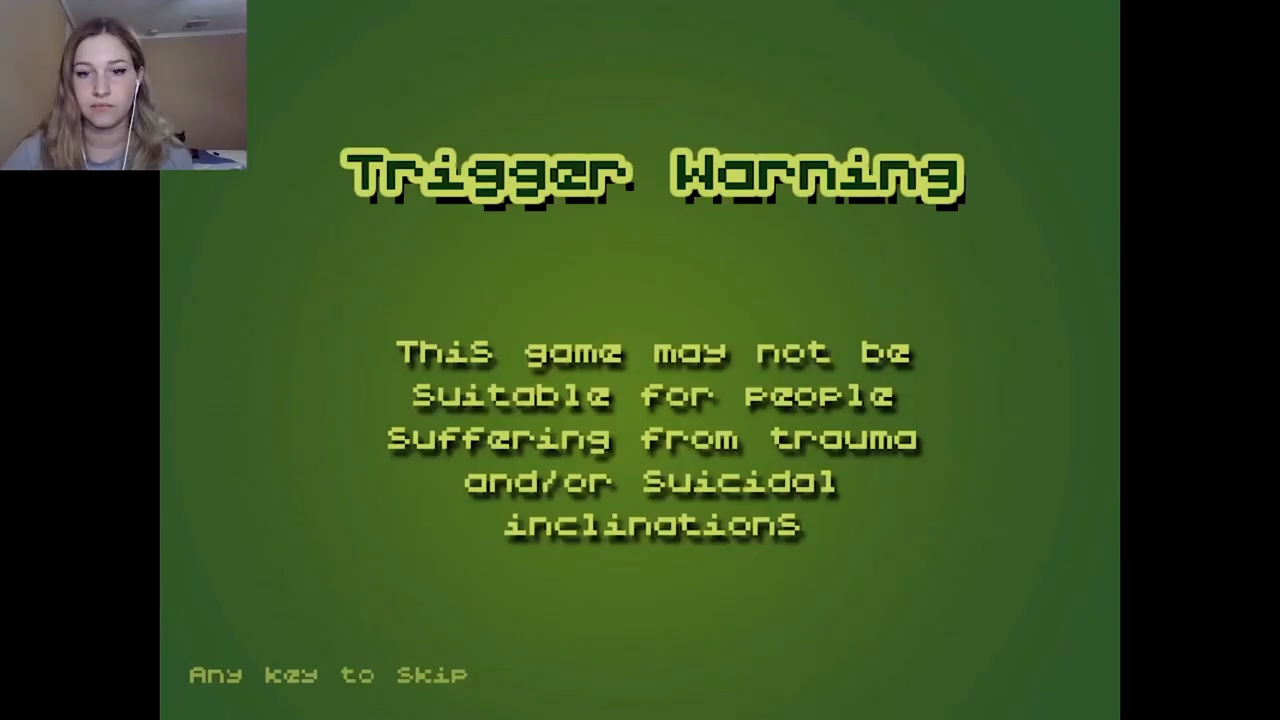 Trigger Warning
ThiS game may not be
Suitable for people
Suffering from trauma
and/or Suicidal
inclinationS
Any key to Skip